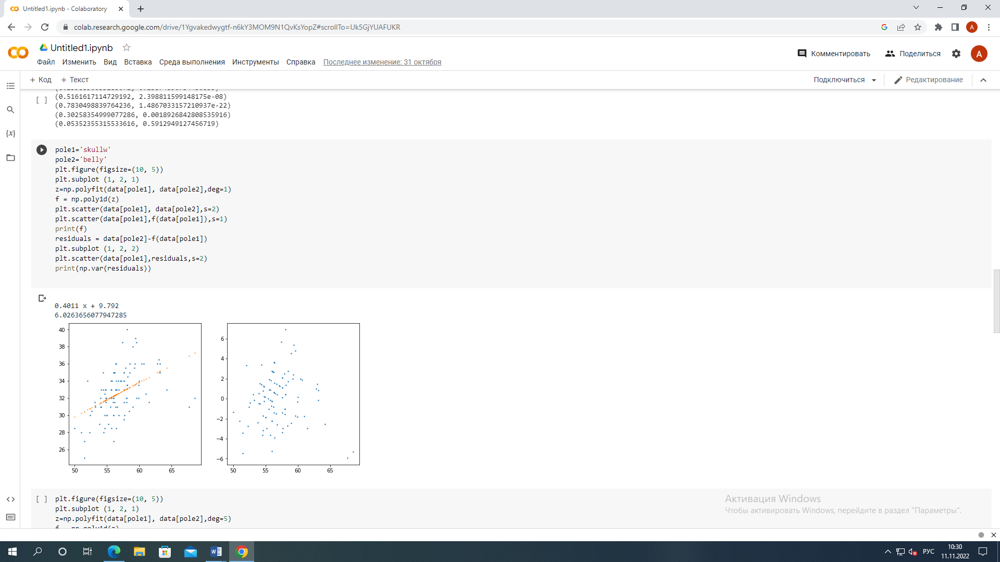 Untitled1.ipynb - Colaboratory
colab.research.google.com/drive/1Ygvakedwygtf-n6kY3MOM9N1QvKsYopZ#scrollTo=Uk5GjYUAFUKR
A
Untitled1.ipynb
Файл Изменить Вид Вставка Среда выполнения Инструменты Справка Последнее изменение: 31 октября
Комментировать Поделиться A
+ Код + Текст
Подключиться Редактирование
[ ] (0.5161617114729192, 2.398811599148175e-08)
(0.7830498839764236, 1.4867033157210937e-22)
(0.30258354999077286, 0.0018926842808535916)
(0.05352355315533616, 0.5912949127456719)
{x}
pole1='skullw'
pole2='belly'
plt.figure(figsize=(10, 5))
plt.subplot (1, 2, 1)
z=np.polyfit(data[pole1], data[pole2],deg=1)
f = np.poly1d(z)
plt.scatter(data[pole1], data[pole2],s=2)
plt.scatter(data[pole1],f(data[pole1]),s=1)
print(f)
residuals = data[pole2]-f(data[pole1])
plt.subplot (1, 2, 2)
plt.scatter(data[pole1],residuals,s=2)
print(np.var(residuals))
0.4011 x + 9.792
6.0263656077947285
40
38
36
34
32
30
28
26
50 55 60 65
6
4
2
0
−2
−4
−6
50 55 60 65
[ ] plt.figure(figsize=(10, 5))
plt.subplot (1, 2, 1)
z=np.polyfit(data[pole1], data[pole2],deg=5)
f = np.poly1d(z)
Активация Windows
Чтобы активировать Windows, перейдите в раздел "Параметры".
РУС
10:30
11.11.2022